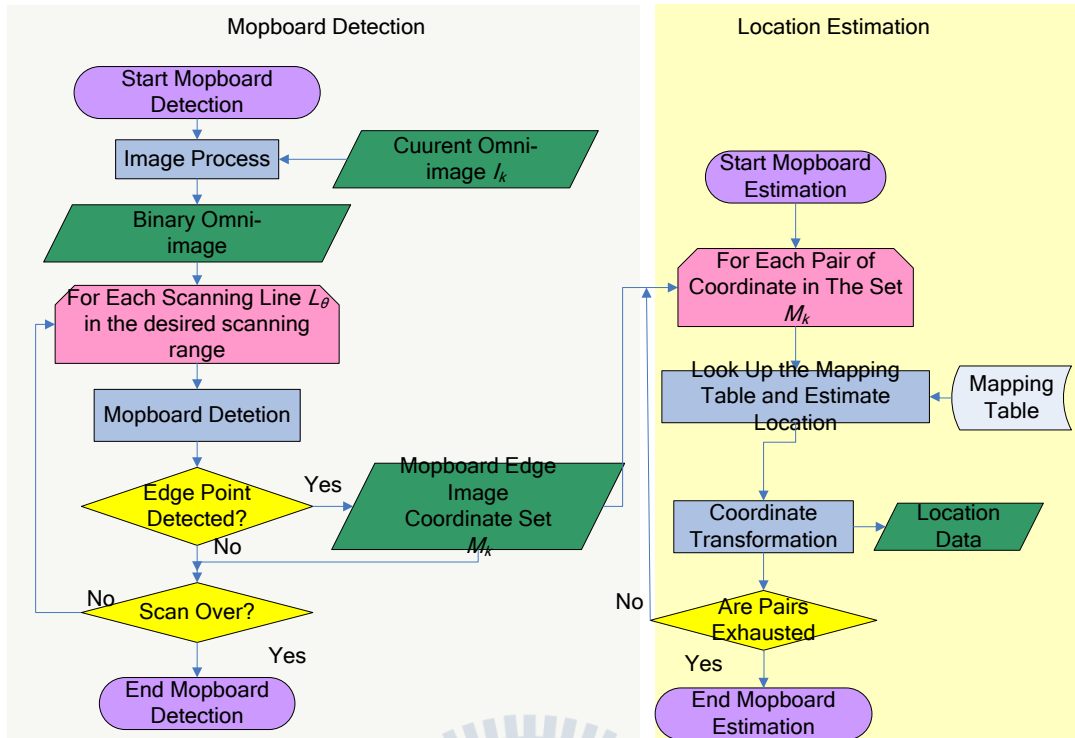 Mopboard Detection
Start Mopboard
Detection
Image Process
Cuurent Omni-
image Iₖ
Binary Omni-
image
For Each Scanning Line L_θ
in the desired scanning
range
Mopboard Detetion
Edge Point
Detected?
Yes
Mopboard Edge
Image
Coordinate Set
Mₖ
No
Scan Over?
No
Yes
End Mopboard
Detection
Location Estimation
Start Mopboard
Estimation
For Each Pair of
Coordinate in The Set
Mₖ
Look Up the Mapping
Table and Estimate
Location
Mapping
Table
Coordinate
Transformation
Location
Data
Are Pairs
Exhausted
No
Yes
End Mopboard
Estimation